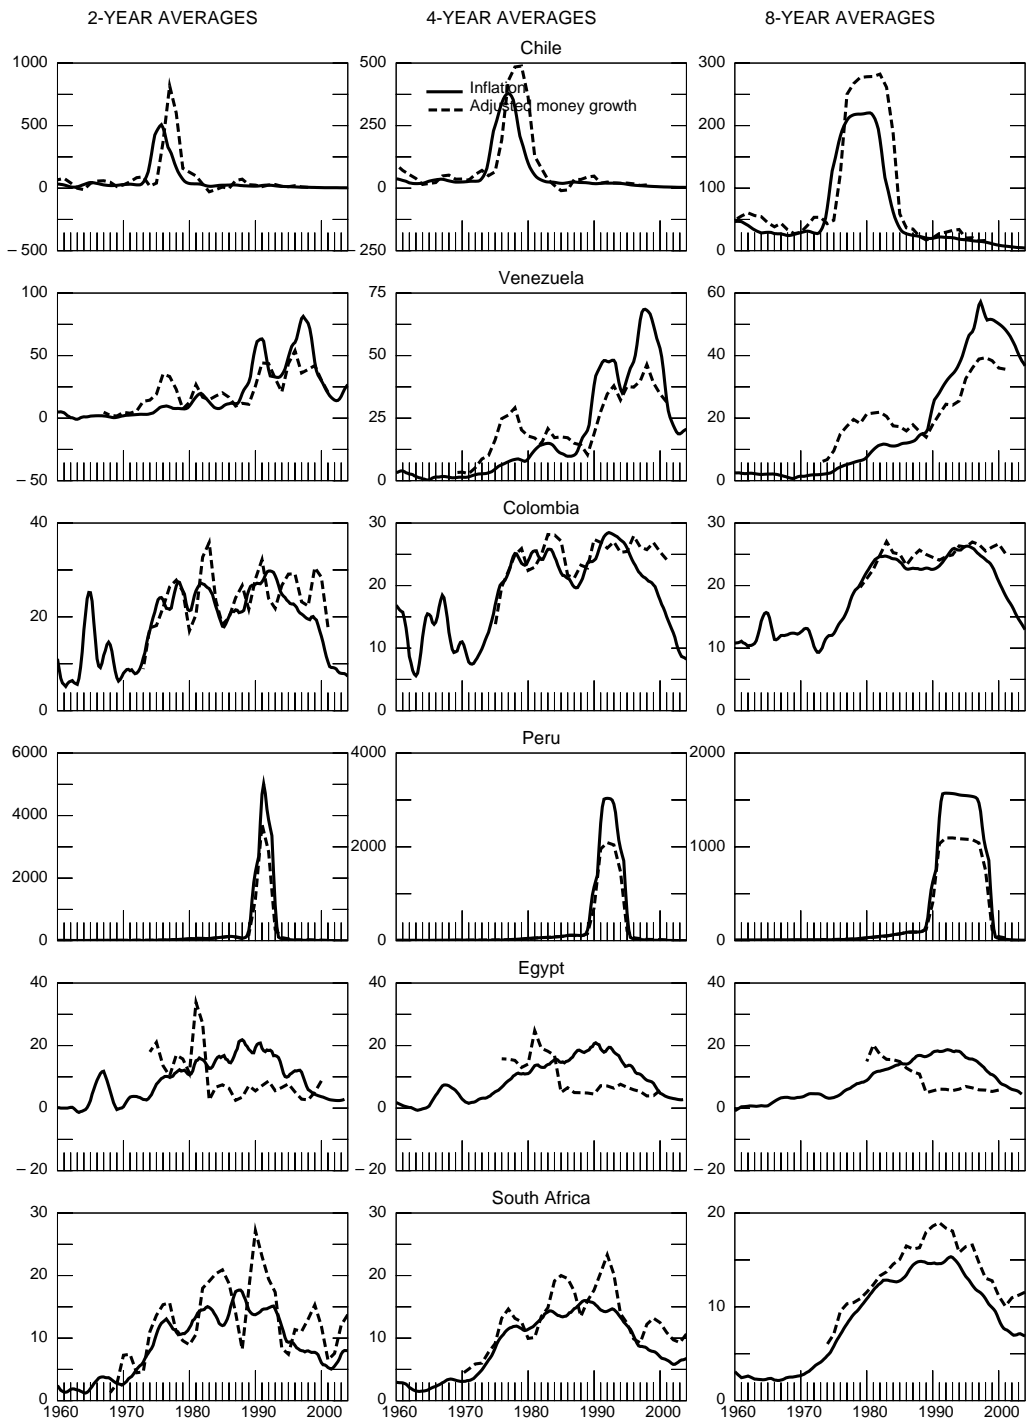 2-YEAR AVERAGES 4-YEAR AVERAGES 8-YEAR AVERAGES
Chile
1000 500 300
Inflation
Adjusted money growth
500 250 200
0 0 100
–500 –250 0
Venezuela
100 75 60
50 50 40
0 25 20
–50 0 0
Colombia
40 30 30
20 20 20
10 10
0 0 0
Peru
6000 4000 2000
4000
2000 1000
2000
0 0 0
Egypt
40 40 40
20 20 20
0 0 0
–20 –20 –20
South Africa
30 30 20
20 20
10
10 10
0 0 0
1960 1970 1980 1990 2000 1960 1970 1980 1990 2000 1960 1970 1980 1990 2000